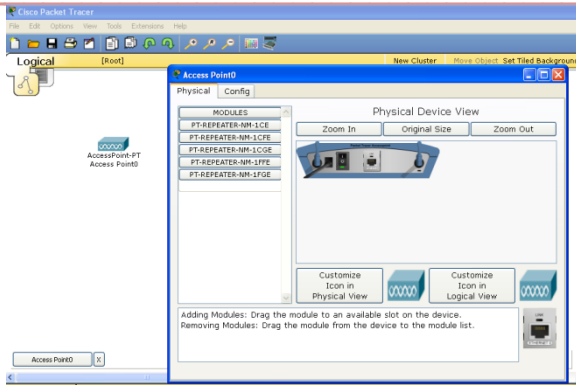 Cisco Packet Tracer
File Edit Options View Tools Extensions Help
Logical [Root] New Cluster Move Object Set Tiled Background
Access Point0
Physical Config
MODULES
PT-REPEATER-NM-1CE
PT-REPEATER-NM-1CFE
PT-REPEATER-NM-1CGE
PT-REPEATER-NM-1FFE
PT-REPEATER-NM-1FGE
Physical Device View
Zoom In Original Size Zoom Out
AccessPoint-PT
Access Point0
Customize
Icon in
Physical View
Customize
Icon in
Logical View
Adding Modules: Drag the module to an available slot on the device.
Removing Modules: Drag the module from the device to the module list.
Access Point0 X